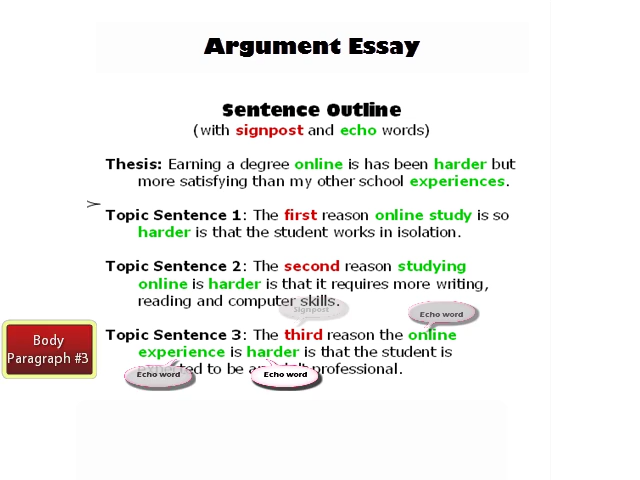 Argument Essay
Sentence Outline
(with signpost and echo words)
Thesis: Earning a degree online is has been harder but
more satisfying than my other school experiences.
Topic Sentence 1: The first reason online study is so
harder is that the student works in isolation.
Topic Sentence 2: The second reason studying
online is harder is that it requires more writing,
reading and computer skills.
Signpost
Echo word
Body
Paragraph #3
Topic Sentence 3: The third reason the online
experience is harder is that the student is
to be professional.
Echo word
Echo word